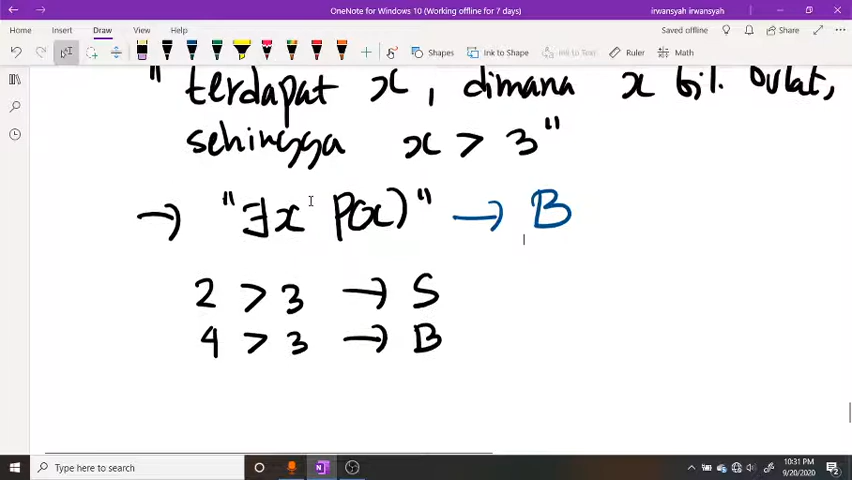 OneNote for Windows 10 (Working offline for 7 days)
irwansyah irwansyah
Home Insert Draw View Help Saved offline Share
Shapes Ink to Shape Ink to Text Ruler Math
" terdapat x, dimana x bil. bulat,
sehingga x > 3"
→ "∃x P(x)" → B
2 > 3 → S
4 > 3 → B
Type here to search
10:31 PM
9/20/2020
2